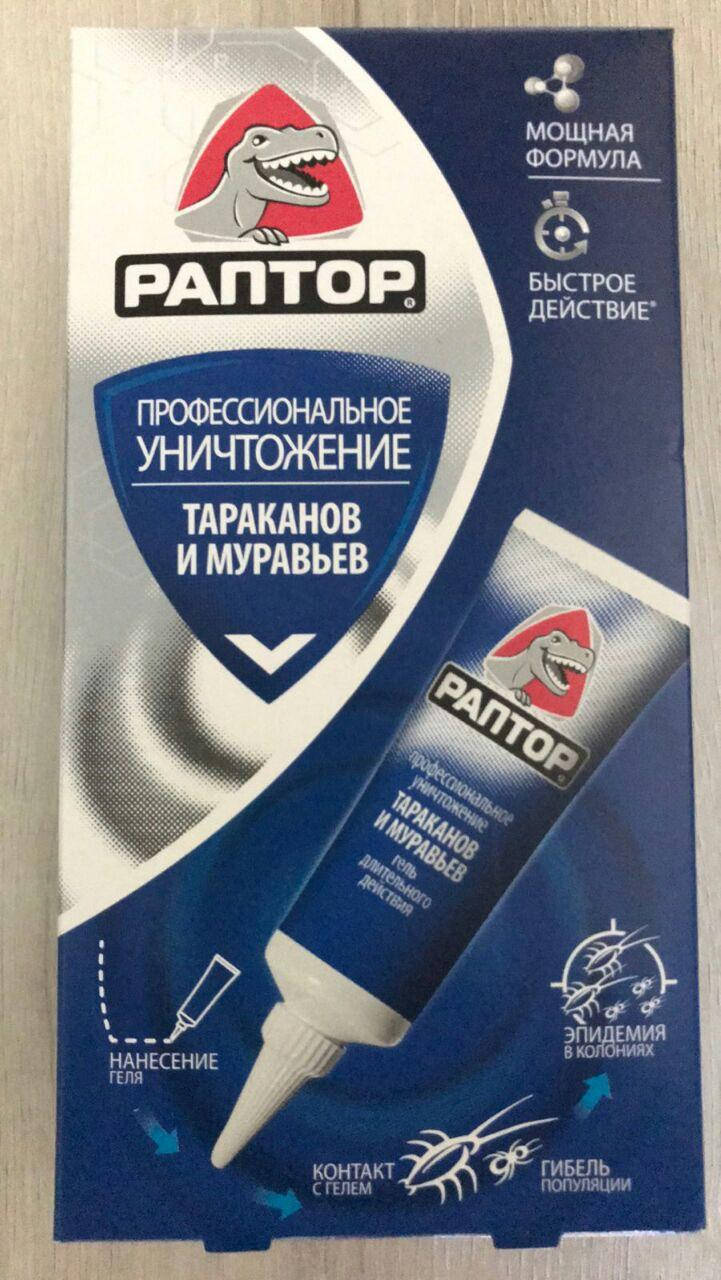 РАПТОР®
ПРОФЕССИОНАЛЬНОЕ
УНИЧТОЖЕНИЕ
ТАРАКАНОВ
И МУРАВЬЕВ
МОЩНАЯ
ФОРМУЛА
БЫСТРОЕ
ДЕЙСТВИЕ*
РАПТОР®
профессиональное
уничтожение
ТАРАКАНОВ
И МУРАВЬЕВ
гель
длительного
действия
НАНЕСЕНИЕ
ГЕЛЯ
КОНТАКТ
С ГЕЛЕМ
ГИБЕЛЬ
ПОПУЛЯЦИИ
ЭПИДЕМИЯ
В КОЛОНИЯХ